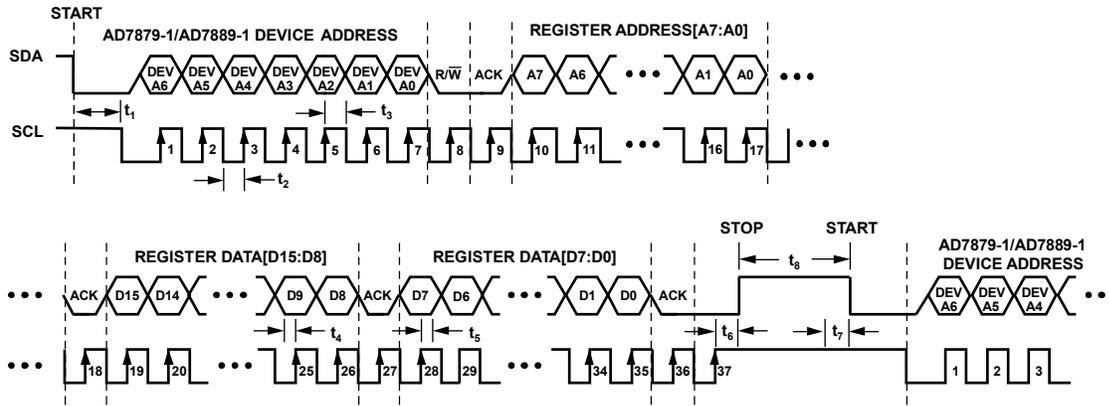 START
AD7879-1/AD7889-1 DEVICE ADDRESS
REGISTER ADDRESS[A7:A0]
SDA
DEV A6 DEV A5 DEV A4 DEV A3 DEV A2 DEV A1 DEV A0 R/W̅ ACK A7 A6 ••• A1 A0 •••
t1 t3
SCL
1 2 3 4 5 6 7 8 9 10 11 ••• 16 17 •••
t2
STOP START
AD7879-1/AD7889-1
DEVICE ADDRESS
REGISTER DATA[D15:D8]
REGISTER DATA[D7:D0]
t8
••• ACK D15 D14 ••• D9 D8 ACK D7 D6 ••• D1 D0 ACK DEV A6 DEV A5 DEV A4 ••
t4 t5 t6 t7
••• 18 19 20 ••• 25 26 27 28 29 ••• 34 35 36 37 1 2 3